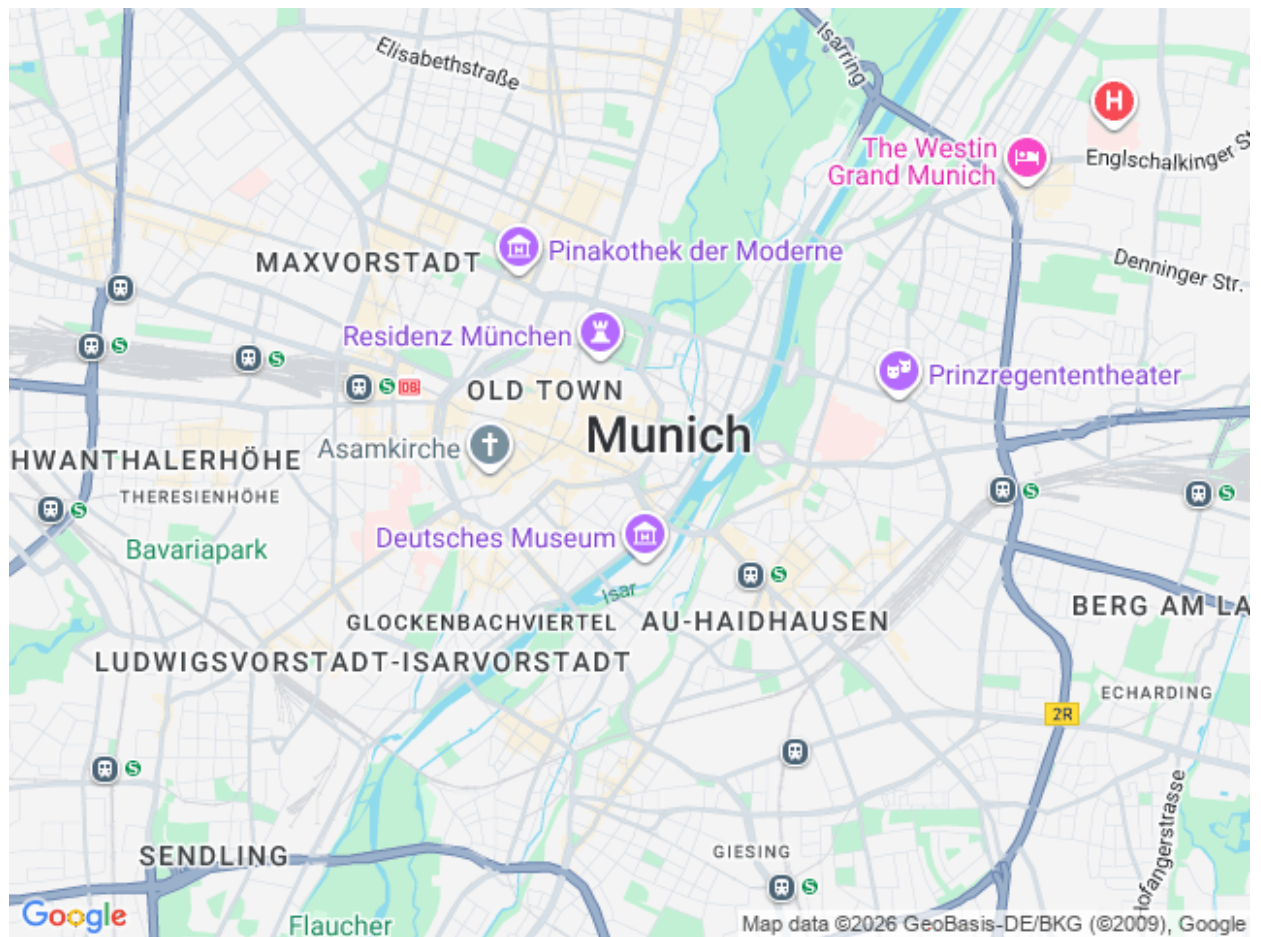 Isarring
Elisabethstraße
H
The Westin
Grand Munich
Englschalkinger St
MAXVORSTADT
Pinakothek der Moderne
Denninger Str.
Residenz München
S
S
S
DB
OLD TOWN
Prinzregententheater
Munich
Asamkirche
HWANTHALERHÖHE
THERESIENHÖHE
S
S
S
Deutsches Museum
Bavariapark
S
Isar
GLOCKENBACHVIERTEL
AU-HAIDHAUSEN
BERG AM LA
LUDWIGSVORSTADT-ISARVORSTADT
ECHARDING
2R
S
Hofangerstrasse
SENDLING
GIESING
S
Google
Flaucher
Map data ©2026 GeoBasis-DE/BKG (©2009), Google